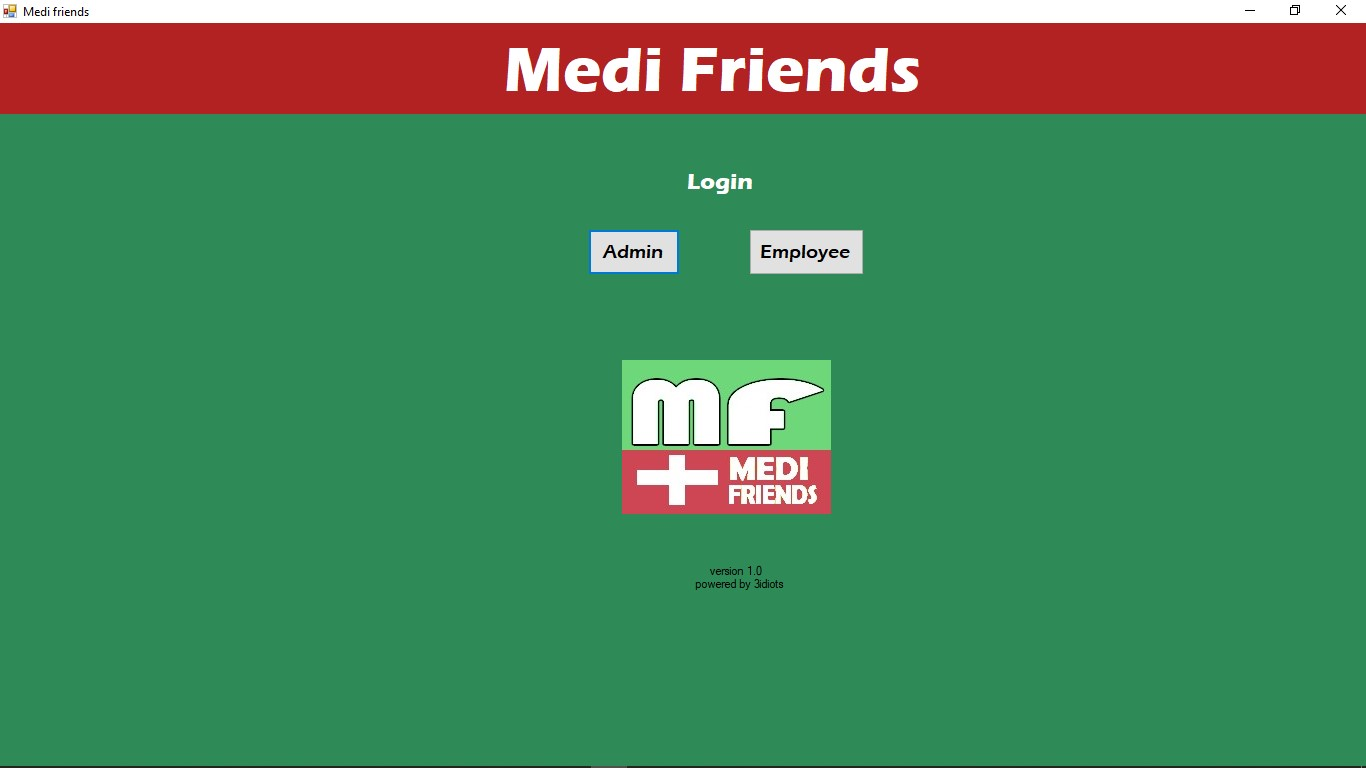 Medi friends
Medi Friends
Login
Admin Employee
mf
MEDI
FRIENDS
version 1.0
powered by 3idiots